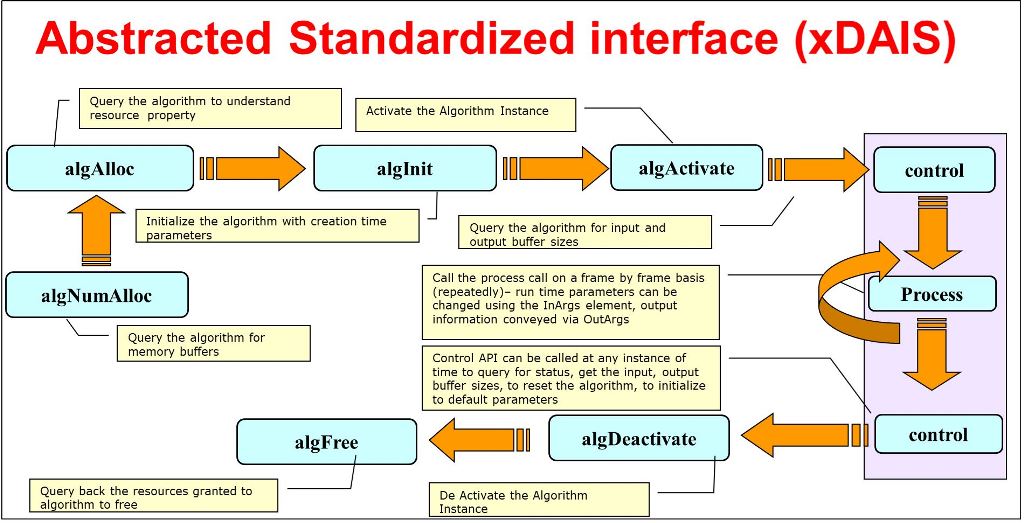 Abstracted Standardized interface (xDAIS)
Query the algorithm to understand
resource property
Activate the Algorithm Instance
algAlloc
algInit
algActivate
control
Initialize the algorithm with creation time
parameters
Query the algorithm for input and
output buffer sizes
algNumAlloc
Call the process call on a frame by frame basis
(repeatedly)– run time parameters can be
changed using the InArgs element, output
information conveyed via OutArgs
Process
Query the algorithm for
memory buffers
Control API can be called at any instance of
time to query for status, get the input, output
buffer sizes, to reset the algorithm, to initialize
to default parameters
algFree
algDeactivate
control
Query back the resources granted to
algorithm to free
De Activate the Algorithm
Instance